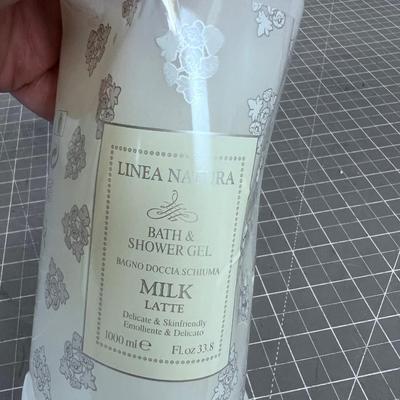 LINEA NATURA
BATH &
SHOWER GEL
BAGNO DOCCIA SCHIUMA
MILK
LATTE
Delicate & Skinfriendly
Emolliente & Delicato
1000 ml ℮ Fl.oz 33.8